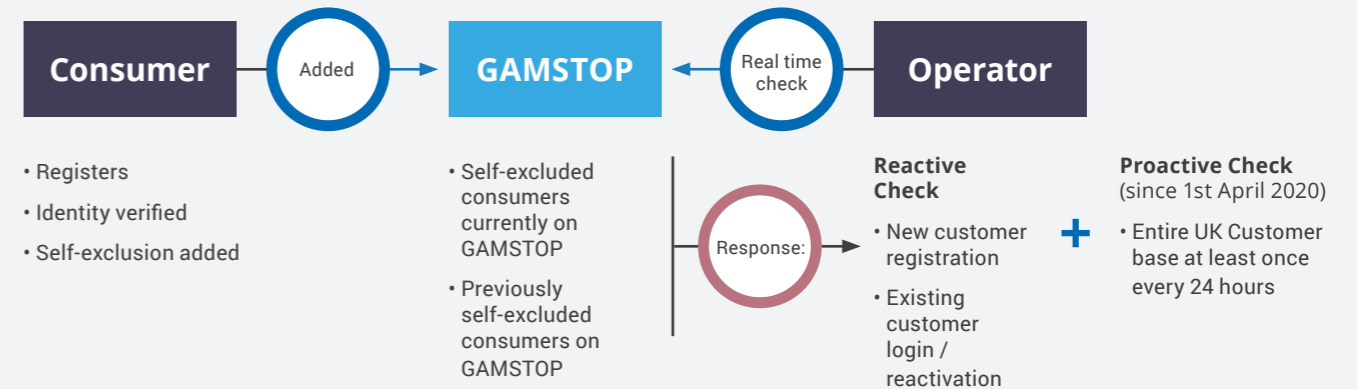 Consumer
Added
GAMSTOP
Real time
check
Operator
• Registers
• Identity verified
• Self-exclusion added
• Self-excluded
consumers
currently on
GAMSTOP
• Previously
self-excluded
consumers on
GAMSTOP
Response:
Reactive
Check
• New customer
registration
• Existing
customer
login /
reactivation
+
Proactive Check
(since 1st April 2020)
• Entire UK Customer
base at least once
every 24 hours